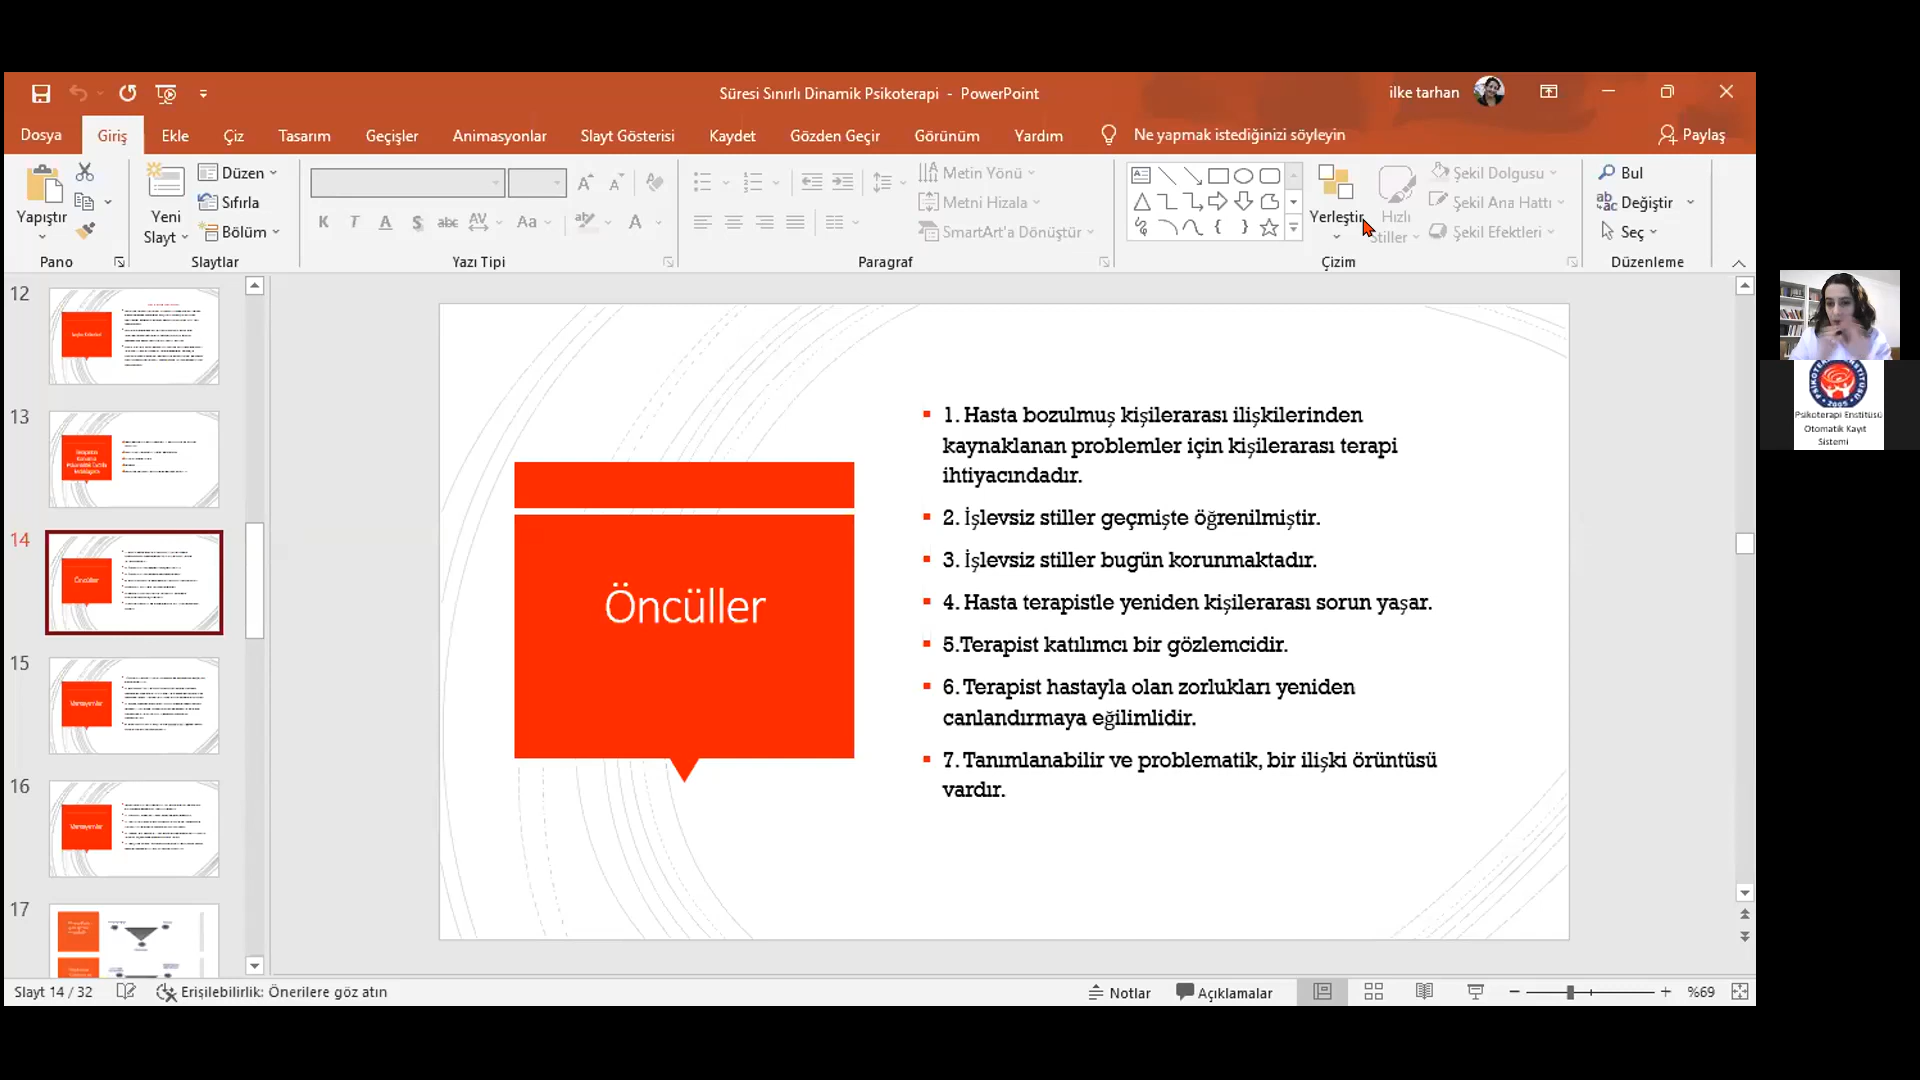 Süresi Sınırlı Dinamik Psikoterapi - PowerPoint
ilke tarhan
Dosya Giriş Ekle Çiz Tasarım Geçişler Animasyonlar Slayt Gösterisi Kaydet Gözden Geçir Görünüm Yardım Ne yapmak istediğinizi söyleyin Paylaş
Yapıştır
Yeni Slayt
Düzen
Sıfırla
Bölüm
K T A S abc AV Aa A
Metin Yönü
Metni Hizala
SmartArt'a Dönüştür
Yerleştir
Hızlı
Stiller
Şekil Dolgusu
Şekil Ana Hattı
Şekil Efektleri
Bul
Değiştir
Seç
Pano Slaytlar Yazı Tipi Paragraf Çizim Düzenleme
12
13
14
Öncüller
15
16
17
Öncüller
1. Hasta bozulmuş kişilerarası ilişkilerinden
kaynaklanan problemler için kişilerarası terapi
ihtiyacındadır.
2. İşlevsiz stiller geçmişte öğrenilmiştir.
3. İşlevsiz stiller bugün korunmaktadır.
4. Hasta terapistle yeniden kişilerarası sorun yaşar.
5.Terapist katılımcı bir gözlemcidir.
6. Terapist hastayla olan zorlukları yeniden
canlandırmaya eğilimlidir.
7. Tanımlanabilir ve problematik, bir ilişki örüntüsü
vardır.
2005
Psikoterapi Enstitüsü
Otomatik Kayıt
Sistemi
Slayt 14 / 32 Erişilebilirlik: Önerilere göz atın Notlar Açıklamalar %69